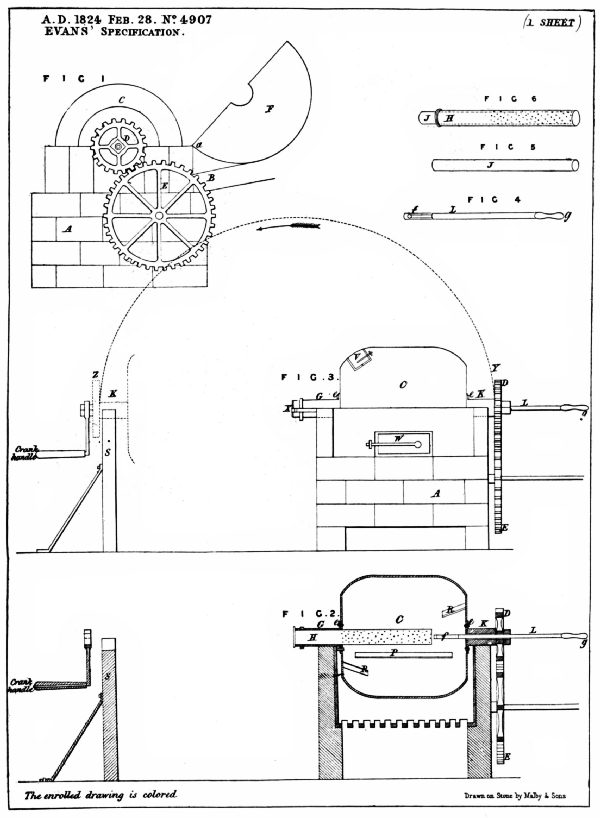 A.D. 1824 FEB. 28. Nº 4907
EVANS' SPECIFICATION.
(1 SHEET)
FIG 1
C
D
F
a
B
E
A
FIG 6
J H
FIG 5
J
FIG 4
f L g
FIG. 3.
V
C
Y
D
Z
K
G
e
e
K
L
g
X
W
Crank
handle
S
s
A
E
FIG. 2.
G
e
C
R
e
K
D
H
f
L
g
P
R
Crank
handle
S
s
E
The enrolled drawing is colored.
Drawn on Stone by Malby & Sons